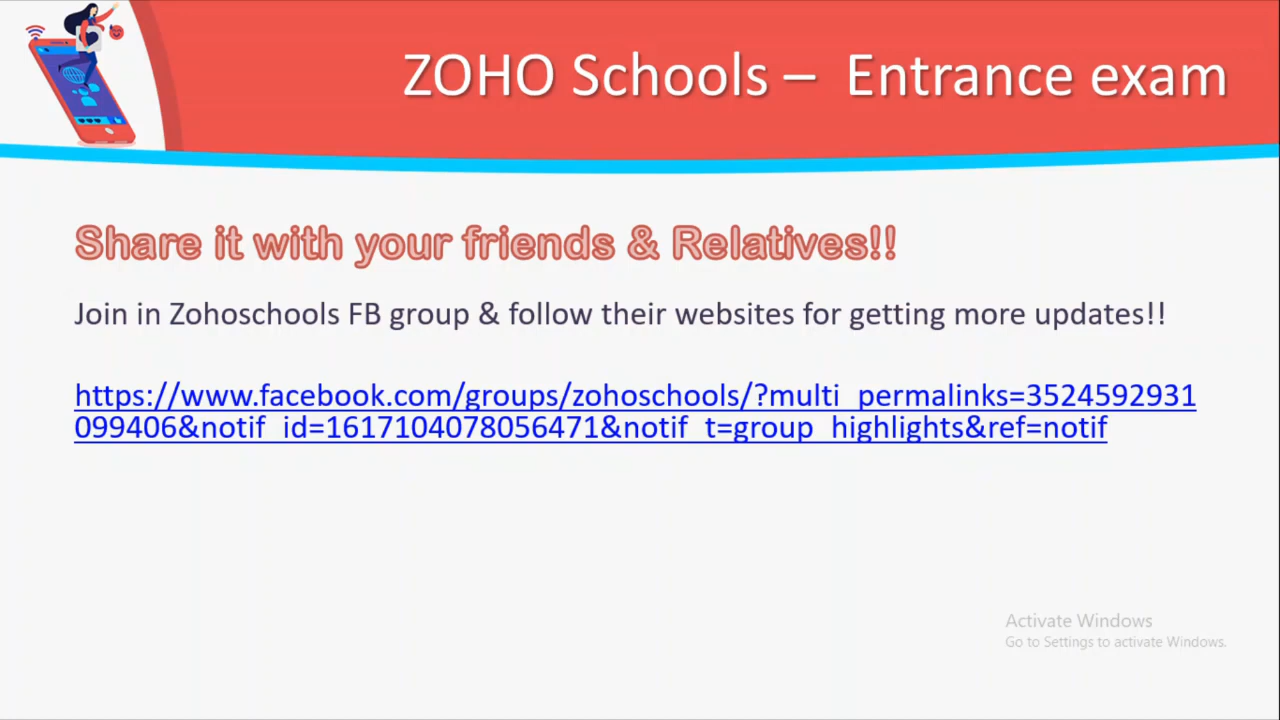 ZOHO Schools – Entrance exam
Share it with your friends & Relatives!!
Join in Zohoschools FB group & follow their websites for getting more updates!!
https://www.facebook.com/groups/zohoschools/?multi_permalinks=3524592931
099406&notif_id=1617104078056471&notif_t=group_highlights&ref=notif
Activate Windows
Go to Settings to activate Windows.